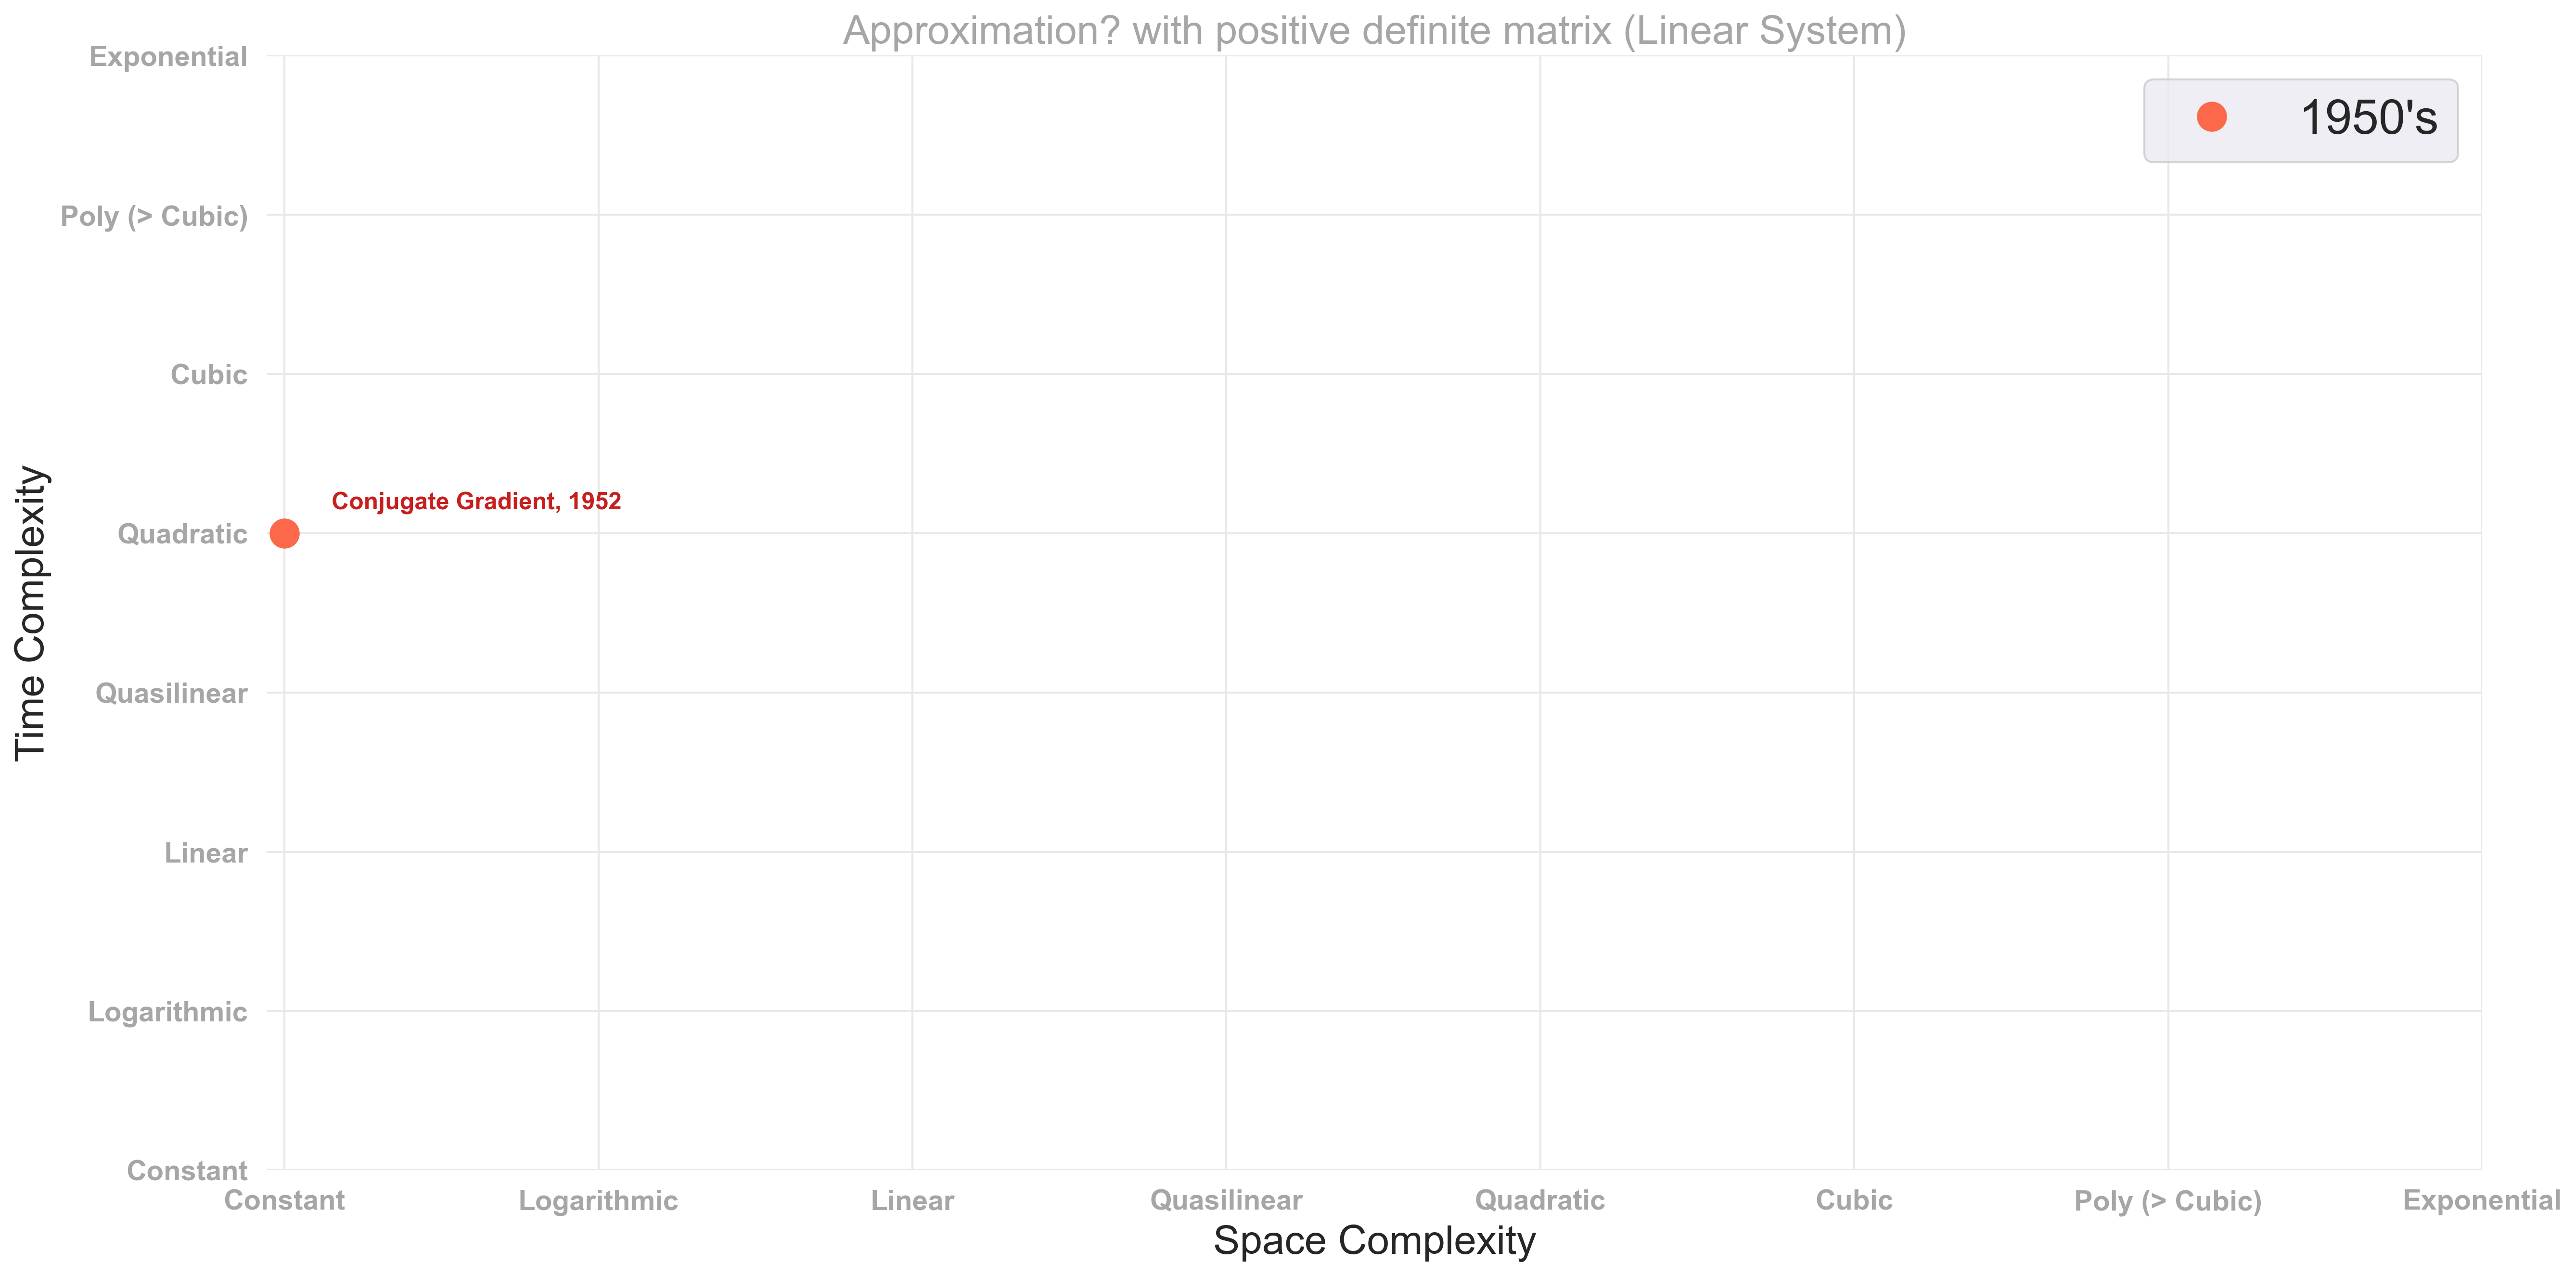 Approximation? with positive definite matrix (Linear System)
Exponential
Poly (> Cubic)
Cubic
Quadratic
Quasilinear
Linear
Logarithmic
Constant
Time Complexity
1950's
Conjugate Gradient, 1952
Constant
Logarithmic
Linear
Quasilinear
Quadratic
Cubic
Poly (> Cubic)
Exponential
Space Complexity